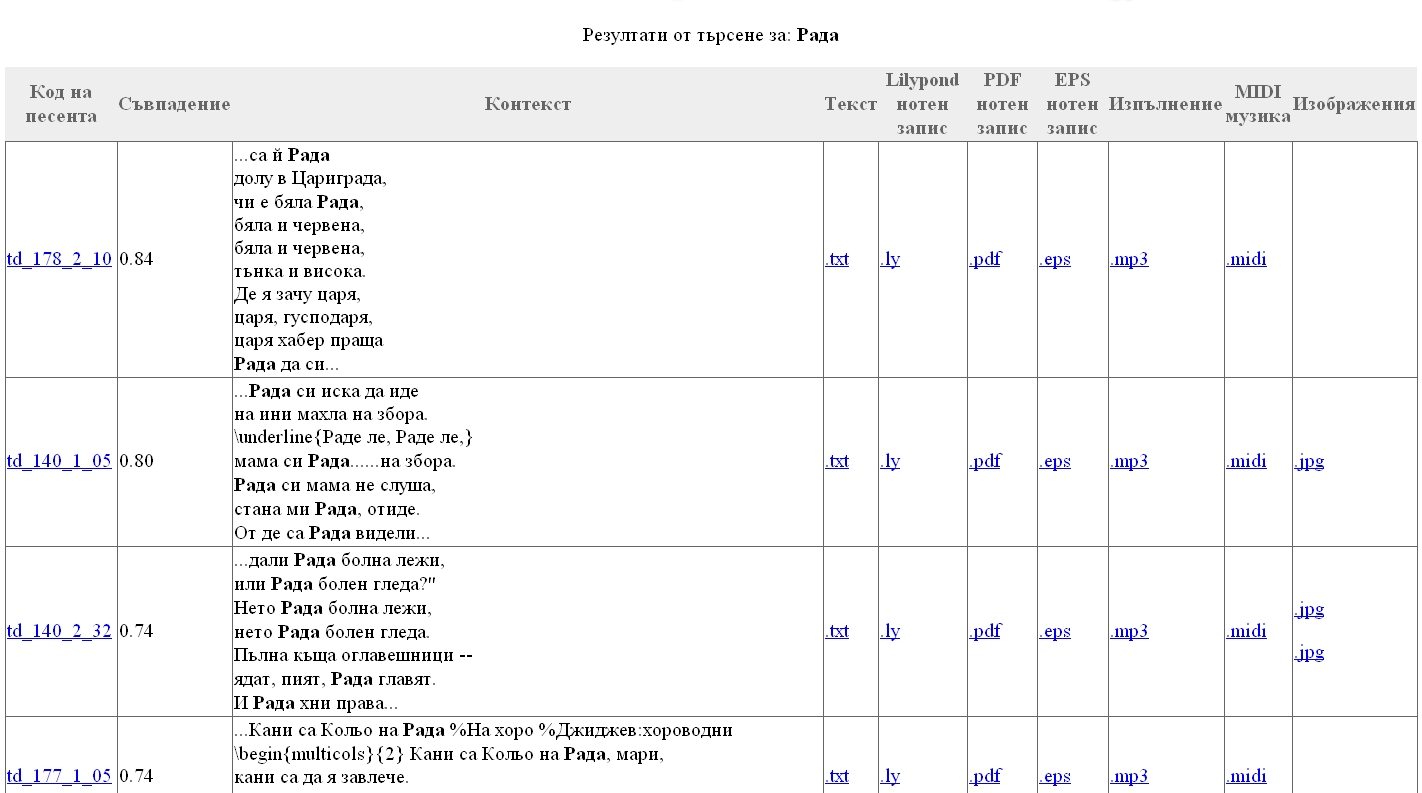 Резултати от търсене за: Рада
Код на песента Съвпадение Контекст Текст Lilypond нотен запис PDF нотен запис EPS нотен запис Изпълнение MIDI музика Изображения
td_178_2_10 0.84
...са й Рада
долу в Цариграда,
чи е бяла Рада,
бяла и червена,
бяла и червена,
тънка и висока.
Де я зачу царя,
царя, гусподаря,
царя хабер праща
Рада да си...
.txt .ly .pdf .eps .mp3 .midi
td_140_1_05 0.80
...Рада си иска да иде
на ини махла на збора.
\underline{Раде ле, Раде ле,}
мама си Рада......на збора.
Рада си мама не слуша,
стана ми Рада, отиде.
От де са Рада видели...
.txt .ly .pdf .eps .mp3 .midi .jpg
td_140_2_32 0.74
...дали Рада болна лежи,
или Рада болен гледа?"
Нето Рада болна лежи,
нето Рада болен гледа.
Пълна къща оглавешници --
ядат, пият, Рада главят.
И Рада хни права...
.txt .ly .pdf .eps .mp3 .midi .jpg
.jpg
td_177_1_05 0.74
...Кани са Кольо на Рада %На хоро %Джиджев:хороводни
\begin{multicols}{2} Кани са Кольо на Рада, мари,
кани са да я завлече.
.txt .ly .pdf .eps .mp3 .midi